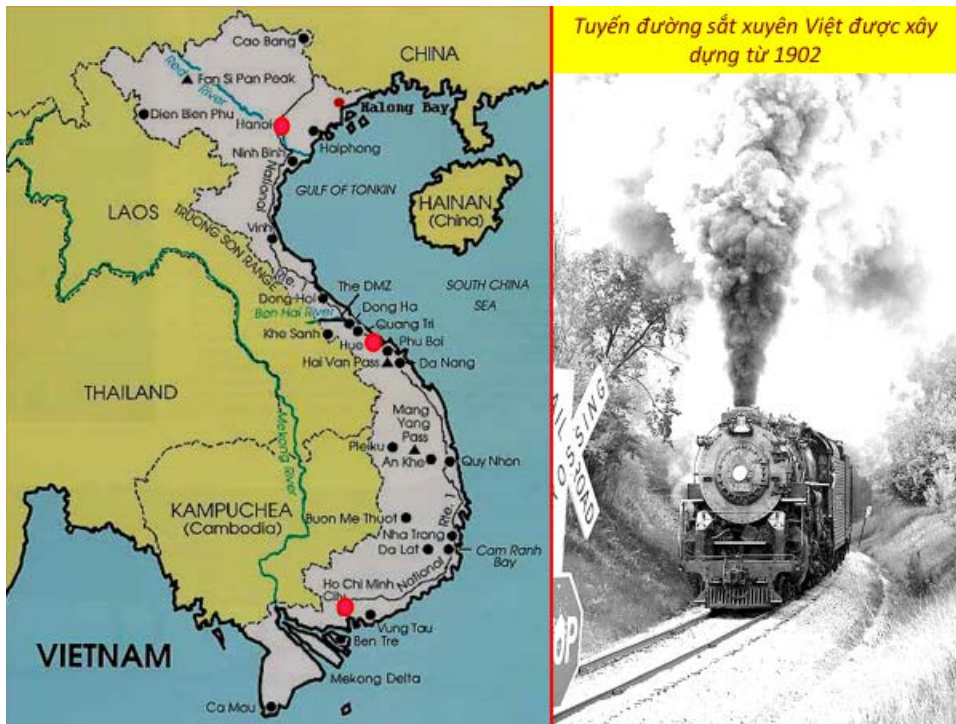 Cao Bang
CHINA
Red
River
Fan Si Pan Peak
Halong Bay
Dien Bien Phu
Hanoi
Haiphong
Ninh Binh
National
GULF OF TONKIN
HAINAN
(China)
LAOS
TRUONG SON RANGE
Vinh
Rte. 1
The DMZ
SOUTH CHINA
SEA
Dong Hoi
Dong Ha
Ben Hai River
Quang Tri
Khe Sanh
Hue
Phu Bai
Hai Van Pass
Da Nang
THAILAND
Mang
Yang
Pass
Pleiku
An Khe
Quy Nhon
Mekong River
KAMPUCHEA
(Cambodia)
Buon Me Thuot
Rte. 1
Nha Trang
Da Lat
Cam Ranh
Bay
National
Ho Chi Minh
City
Vung Tau
Ben Tre
VIETNAM
Mekong Delta
Ca Mau
Tuyến đường sắt xuyên Việt được xây
dựng từ 1902
SING
ROAD
OP